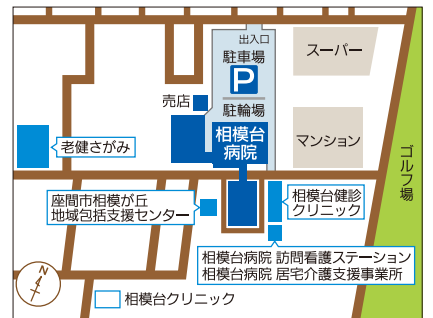 出入口
駐車場
P
駐輪場
スーパー
売店
相模台
病院
マンション
老健さがみ
ゴルフ場
座間市相模が丘
地域包括支援センター
相模台健診
クリニック
相模台病院 訪問看護ステーション
相模台病院 居宅介護支援事業所
N
相模台クリニック